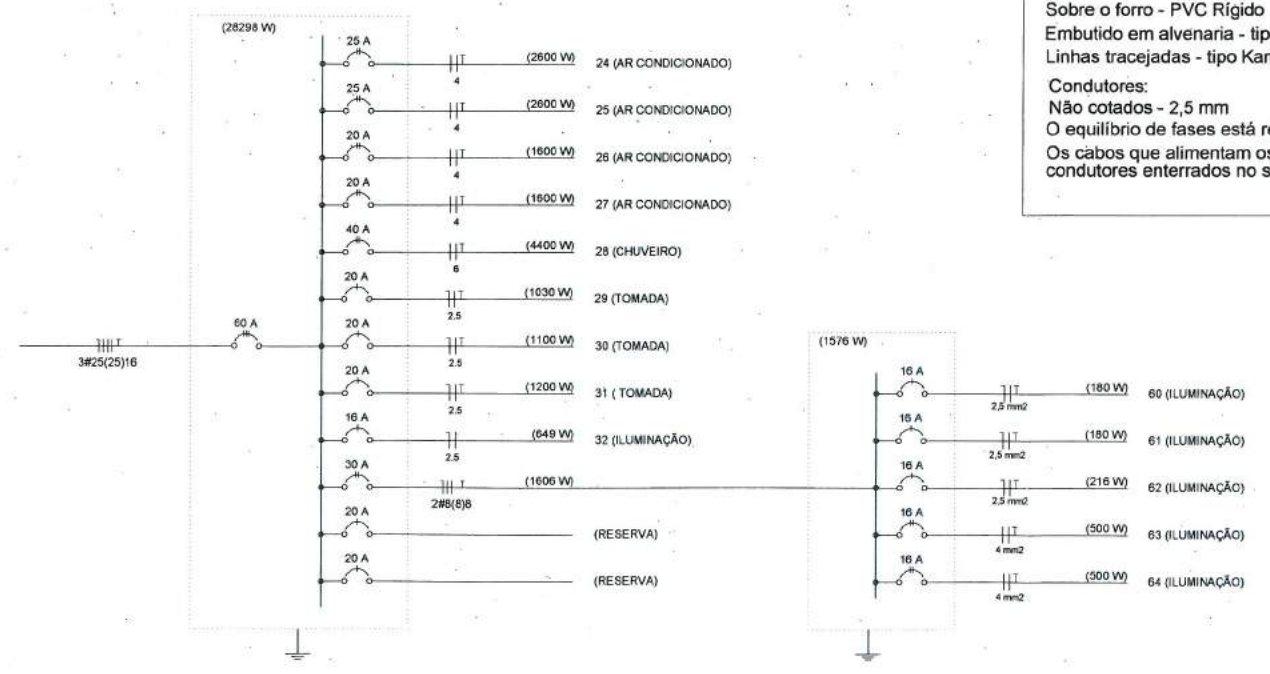 Sobre o forro - PVC Rígido
Embutido em alvenaria - tip
Linhas tracejadas - tipo Kar
Condutores:
Não cotados - 2,5 mm
O equilíbrio de fases está r
Os cabos que alimentam os
condutores enterrados no s
(28298 W)
25 A
(2600 W) 24 (AR CONDICIONADO)
4
25 A
(2600 W) 25 (AR CONDICIONADO)
4
20 A
(1600 W) 26 (AR CONDICIONADO)
4
20 A
(1600 W) 27 (AR CONDICIONADO)
4
40 A
(4400 W) 28 (CHUVEIRO)
6
20 A
(1030 W) 29 (TOMADA)
2.5
60 A
3#25(25)16
20 A
(1100 W) 30 (TOMADA)
2.5
20 A
(1200 W) 31 ( TOMADA)
2.5
16 A
(649 W) 32 (ILUMINAÇÃO)
2.5
30 A
(1606 W)
2#8(8)8
20 A
(RESERVA)
20 A
(RESERVA)
(1576 W)
16 A
(180 W) 60 (ILUMINAÇÃO)
2,5 mm2
16 A
(180 W) 61 (ILUMINAÇÃO)
2,5 mm2
16 A
(216 W) 62 (ILUMINAÇÃO)
2,5 mm2
16 A
(500 W) 63 (ILUMINAÇÃO)
4 mm2
16 A
(500 W) 64 (ILUMINAÇÃO)
4 mm2